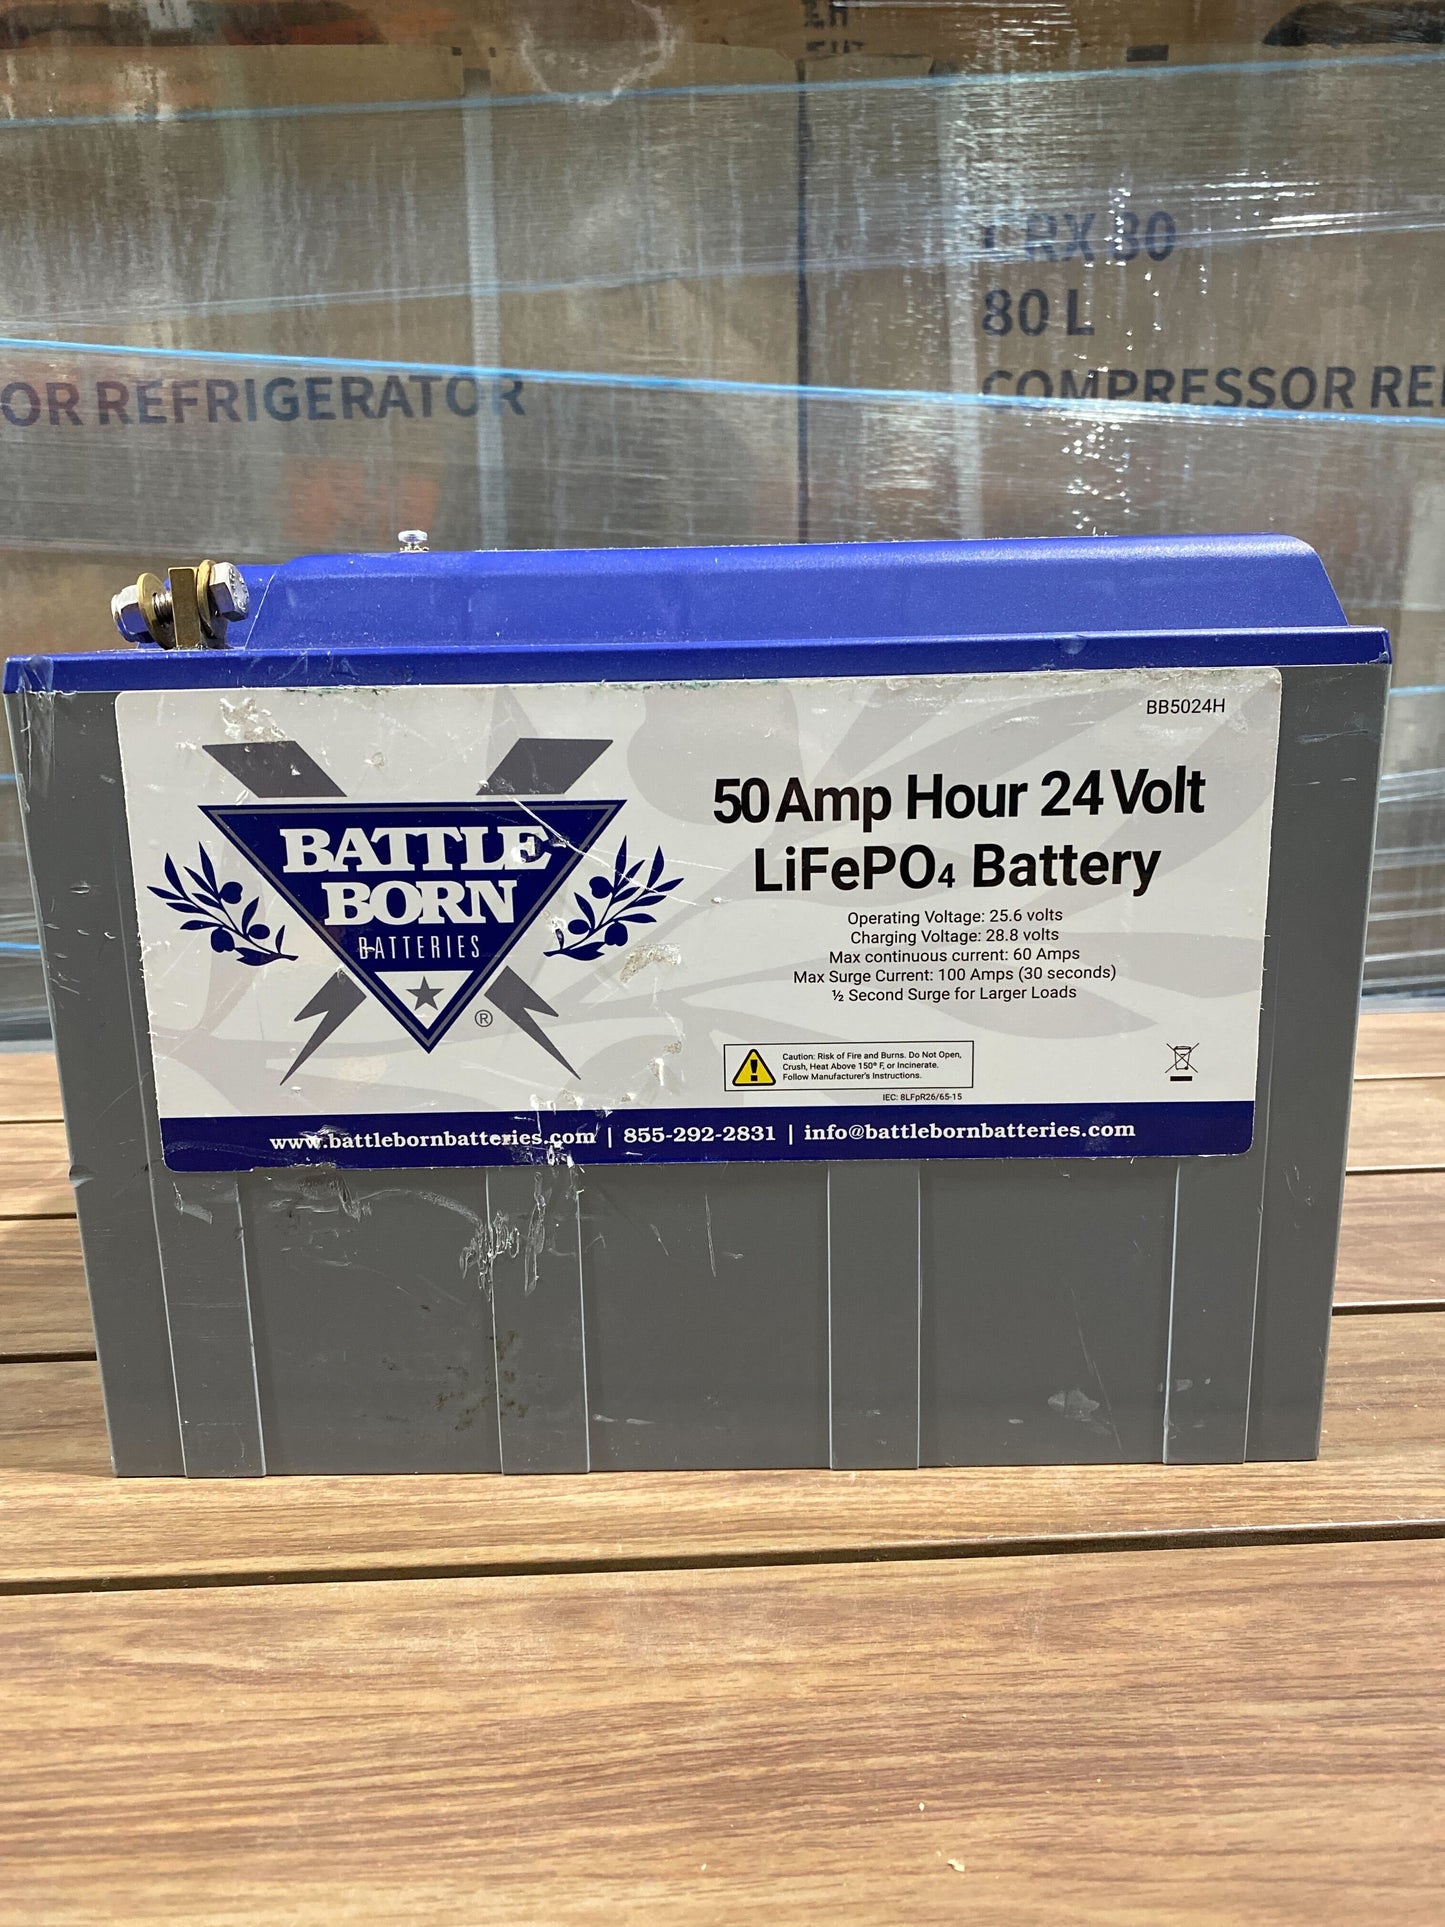 CRX 80
80 L
OR REFRIGERATOR
COMPRESSOR RE
BB5024H
BATTLE
BORN
BATTERIES
®
50 Amp Hour 24 Volt
LiFePO₄ Battery
Operating Voltage: 25.6 volts
Charging Voltage: 28.8 volts
Max continuous current: 60 Amps
Max Surge Current: 100 Amps (30 seconds)
½ Second Surge for Larger Loads
Caution: Risk of Fire and Burns. Do Not Open,
Crush, Heat Above 150º F, or Incinerate.
Follow Manufacturer's Instructions.
IEC: 8LFpR26/65-15
www.battlebornbatteries.com | 855-292-2831 | info@battlebornbatteries.com